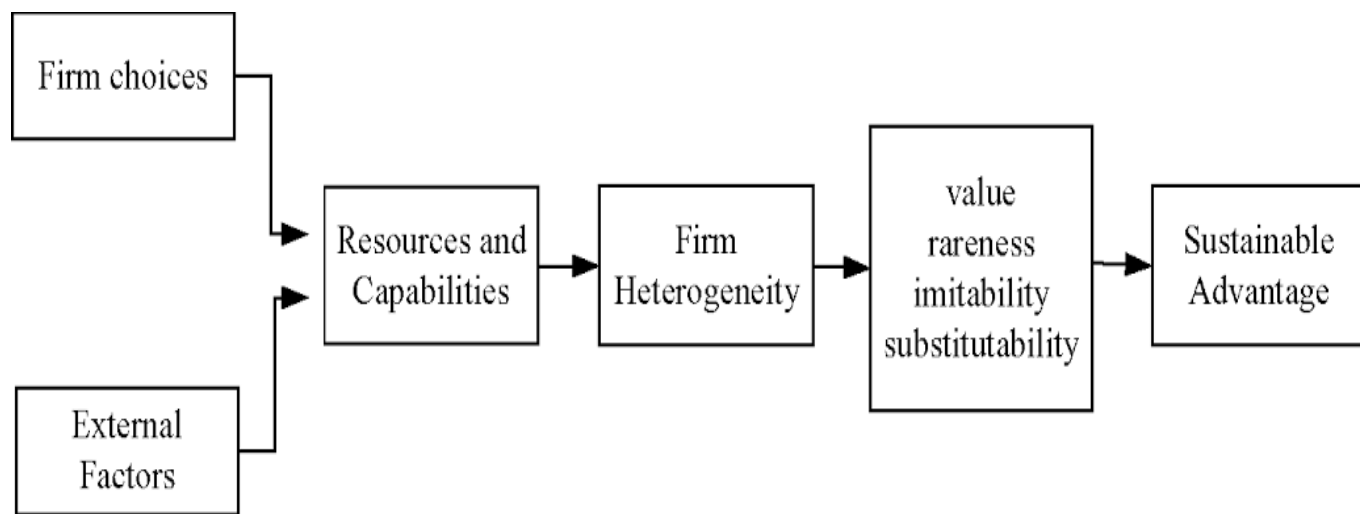 Firm choices
External
Factors
Resources and
Capabilities
Firm
Heterogeneity
value
rareness
imitability
substitutability
Sustainable
Advantage